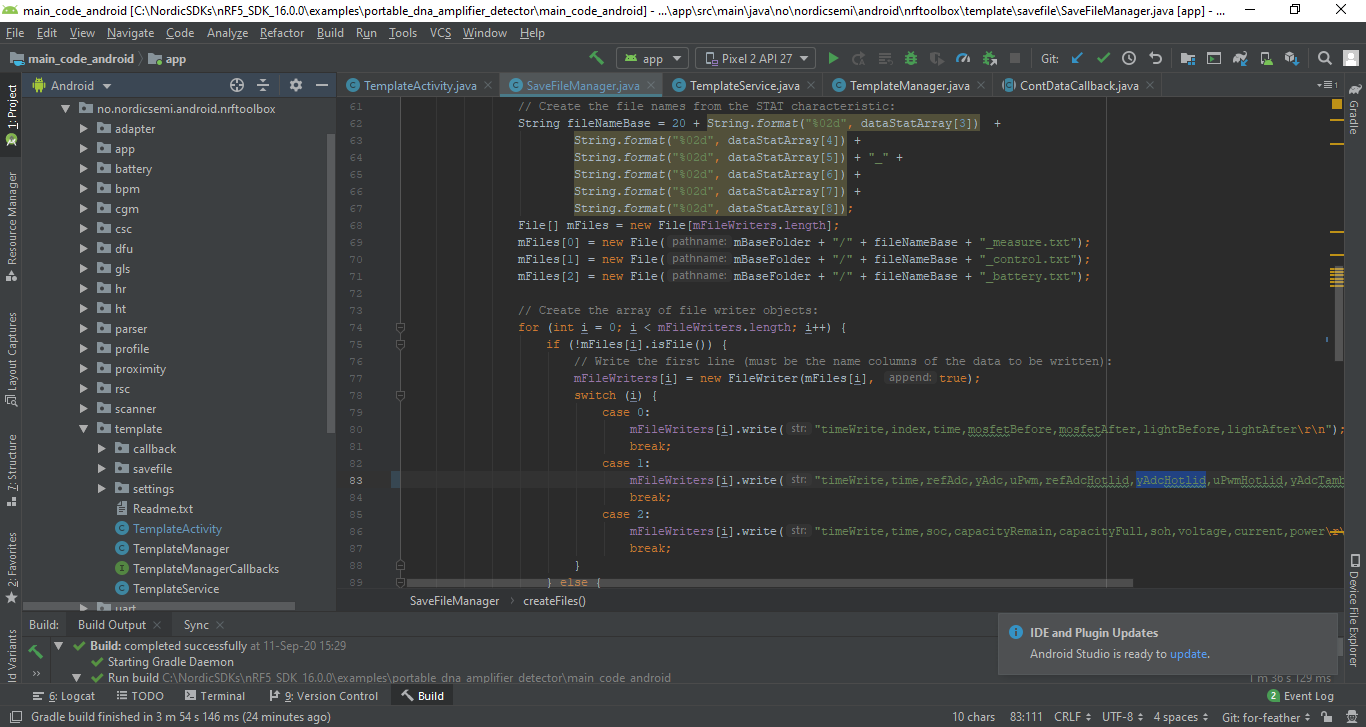 main_code_android [C:\NordicSDKs\nRF5_SDK_16.0.0\examples\portable_dna_amplifier_detector\main_code_android] - ...\app\src\main\java\no\nordicsemi\android\nrftoolbox\template\savefile\SaveFileManager.java [app] - ...
File Edit View Navigate Code Analyze Refactor Build Run Tools VCS Window Help
main_code_android app app Pixel 2 API 27 Git:
Android TemplateActivity.java SaveFileManager.java TemplateService.java TemplateManager.java ContDataCallback.java
1: Project
Resource Manager
Layout Captures
7: Structure
2: Favorites
ld Variants
no.nordicsemi.android.nrftoolbox
adapter
app
battery
bpm
cgm
csc
dfu
gls
hr
ht
parser
profile
proximity
rsc
scanner
template
callback
savefile
settings
Readme.txt
TemplateActivity
TemplateManager
TemplateManagerCallbacks
TemplateService
uart
61 // Create the file names from the STAT characteristic:
62 String fileNameBase = 20 + String.format("%02d", dataStatArray[3]) +
63 String.format("%02d", dataStatArray[4]) +
64 String.format("%02d", dataStatArray[5]) + "_" +
65 String.format("%02d", dataStatArray[6]) +
66 String.format("%02d", dataStatArray[7]) +
67 String.format("%02d", dataStatArray[8]);
68 File[] mFiles = new File[mFileWriters.length];
69 mFiles[0] = new File( pathname: mBaseFolder + "/" + fileNameBase + "_measure.txt");
70 mFiles[1] = new File( pathname: mBaseFolder + "/" + fileNameBase + "_control.txt");
71 mFiles[2] = new File( pathname: mBaseFolder + "/" + fileNameBase + "_battery.txt");
72
73 // Create the array of file writer objects:
74 for (int i = 0; i < mFileWriters.length; i++) {
75 if (!mFiles[i].isFile()) {
76 // Write the first line (must be the name columns of the data to be written):
77 mFileWriters[i] = new FileWriter(mFiles[i], append: true);
78 switch (i) {
79 case 0:
80 mFileWriters[i].write( str: "timeWrite,index,time,mosfetBefore,mosfetAfter,lightBefore,lightAfter\r\n");
81 break;
82 case 1:
83 mFileWriters[i].write( str: "timeWrite,time,refAdc,yAdc,uPwm,refAdcHotlid,yAdcHotlid,uPwmHotlid,yAdcTamb
84 break;
85 case 2:
86 mFileWriters[i].write( str: "timeWrite,time,soc,capacityRemain,capacityFull,soh,voltage,current,power\r\
87 break;
88 }
89 } else {
SaveFileManager createFiles()
Gradle
Device File Explorer
Build: Build Output Sync
Build: completed successfully at 11-Sep-20 15:29
Starting Gradle Daemon
Run build C:\NordicSDKs\nRF5_SDK_16.0.0\examples\portable_dna_amplifier_detector\main_code_android
1 m 36 s 129 ms
IDE and Plugin Updates
Android Studio is ready to update.
6: Logcat TODO Terminal 9: Version Control Build 2 Event Log
Gradle build finished in 3 m 54 s 146 ms (24 minutes ago) 10 chars 83:111 CRLF UTF-8 4 spaces Git: for-feather